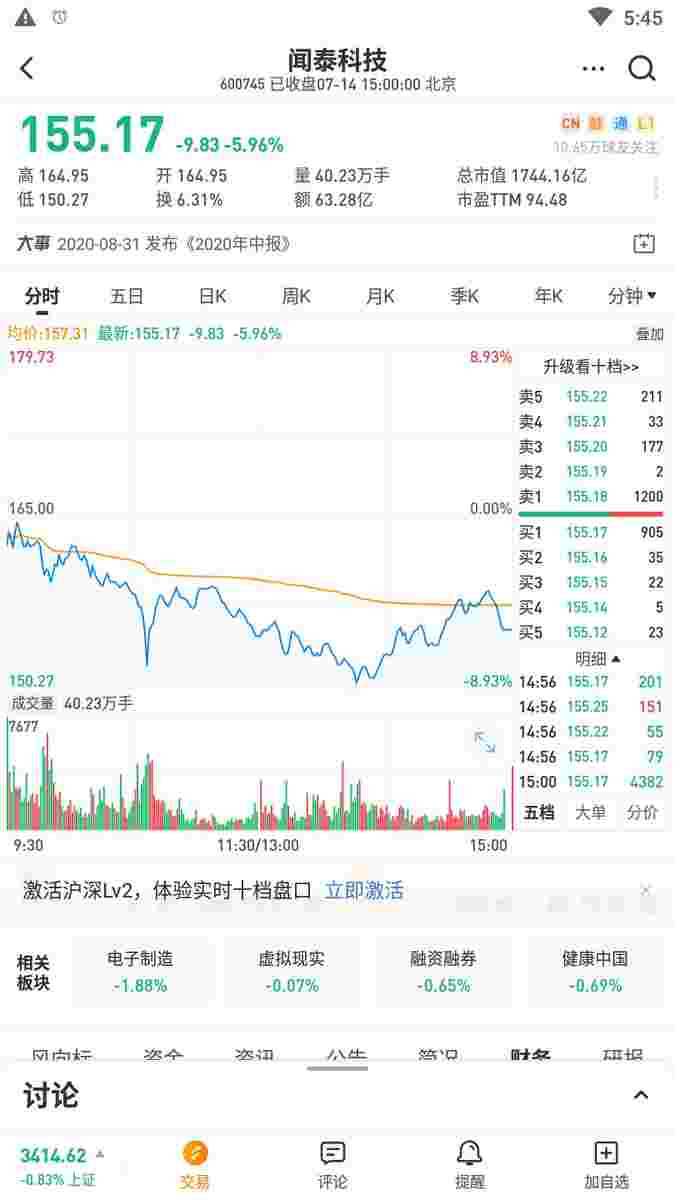 5:45
闻泰科技
600745 已收盘07-14 15:00:00 北京
155.17 -9.83 -5.96%
CN 融 通 L1
10.65万球友关注
高 164.95 开 164.95 量 40.23万手 总市值 1744.16亿
低 150.27 换 6.31% 额 63.28亿 市盈TTM 94.48
大事 2020-08-31 发布《2020年中报》
分时 五日 日K 周K 月K 季K 年K 分钟
均价:157.31 最新:155.17 -9.83 -5.96% 叠加
179.73 8.93%
165.00 0.00%
150.27 -8.93%
成交量 40.23万手
7677
9:30 11:30/13:00 15:00
升级看十档>>
卖5 155.22 211
卖4 155.21 33
卖3 155.20 177
卖2 155.19 2
卖1 155.18 1200
买1 155.17 905
买2 155.16 35
买3 155.15 22
买4 155.14 5
买5 155.12 23
明细
14:56 155.17 201
14:56 155.25 151
14:56 155.22 55
14:56 155.17 79
15:00 155.17 4382
五档 大单 分价
激活沪深Lv2，体验实时十档盘口 立即激活
相关
板块
电子制造 虚拟现实 融资融券 健康中国
-1.88% -0.07% -0.65% -0.69%
风向标 资金 资讯 公告 简况 财务 研报
讨论
3414.62
-0.83% 上证
交易 评论 提醒 加自选